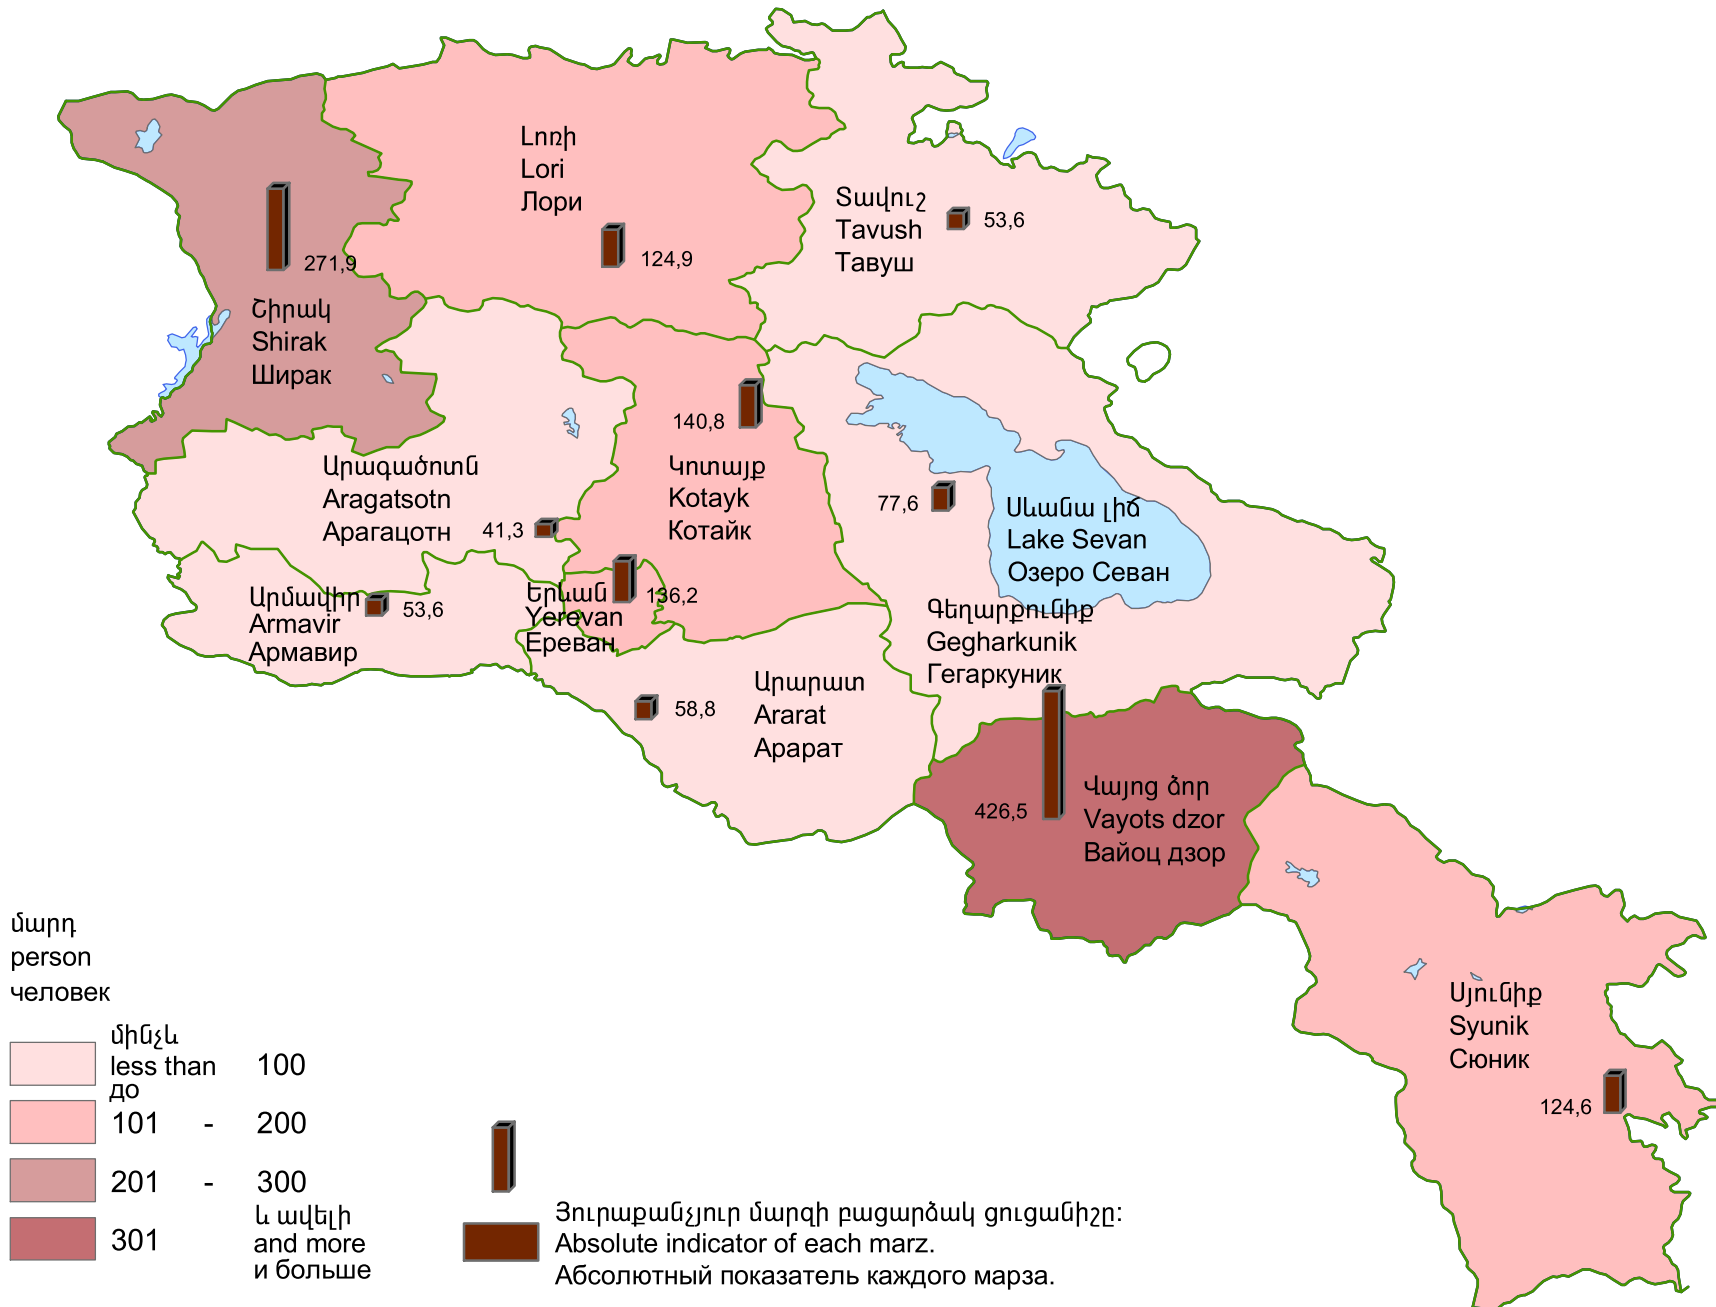 Լոռի
Lori
Лори
124,9
Տավուշ
Tavush
Тавуш
53,6
271,9
Շիրակ
Shirak
Ширак
Արագածոտն
Aragatsotn
Арагацотн
41,3
140,8
Կոտայք
Kotayk
Котайк
77,6
Սևանա լիճ
Lake Sevan
Озеро Севан
Արմավիր
Armavir
Армавир
53,6
Երևան
Yerevan
Ереван
136,2
Գեղարքունիք
Gegharkunik
Гегаркуник
58,8
Արարատ
Ararat
Арарат
426,5
Վայոց ձոր
Vayots dzor
Вайоц дзор
Սյունիք
Syunik
Сюник
124,6
մարդ
person
человек
մինչև
less than 100
до
101 - 200
201 - 300
301 և ավելի
and more
и больше
Յուրաքանչյուր մարզի բացարձակ ցուցանիշը:
Absolute indicator of each marz.
Абсолютный показатель каждого марза.